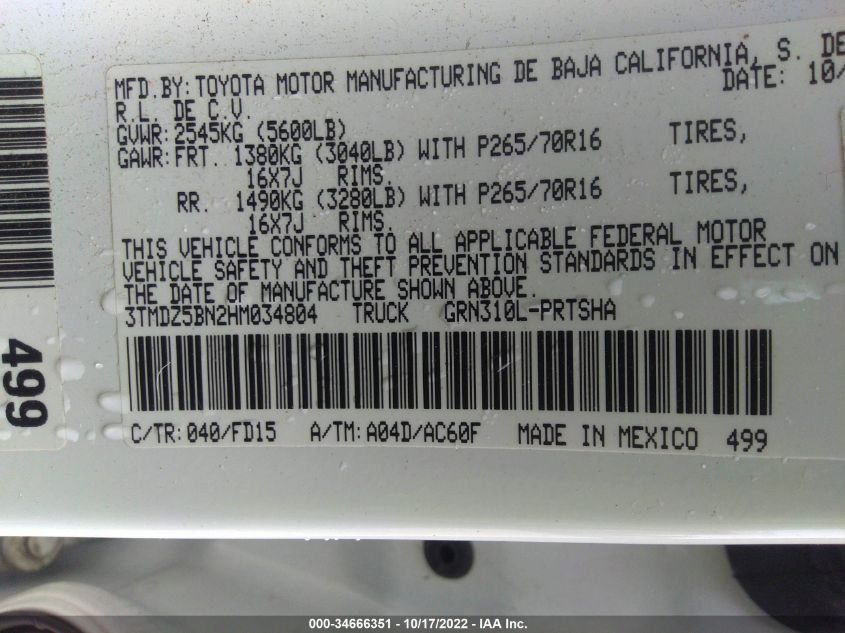 MFD.BY:TOYOTA MOTOR MANUFACTURING DE BAJA CALIFORNIA, S. DE
R.L. DE C.V. DATE: 10/
GVWR:2545KG (5600LB)
GAWR:FRT. 1380KG (3040LB) WITH P265/70R16 TIRES,
16X7J RIMS.
RR. 1490KG (3280LB) WITH P265/70R16 TIRES,
16X7J RIMS.
THIS VEHICLE CONFORMS TO ALL APPLICABLE FEDERAL MOTOR
VEHICLE SAFETY AND THEFT PREVENTION STANDARDS IN EFFECT ON
THE DATE OF MANUFACTURE SHOWN ABOVE.
3TMDZ5BN2HM034804 TRUCK GRN310L-PRTSHA
C/TR:040/FD15 A/TM:A04D/AC60F MADE IN MEXICO 499
499
000-34666351 - 10/17/2022 - IAA Inc.